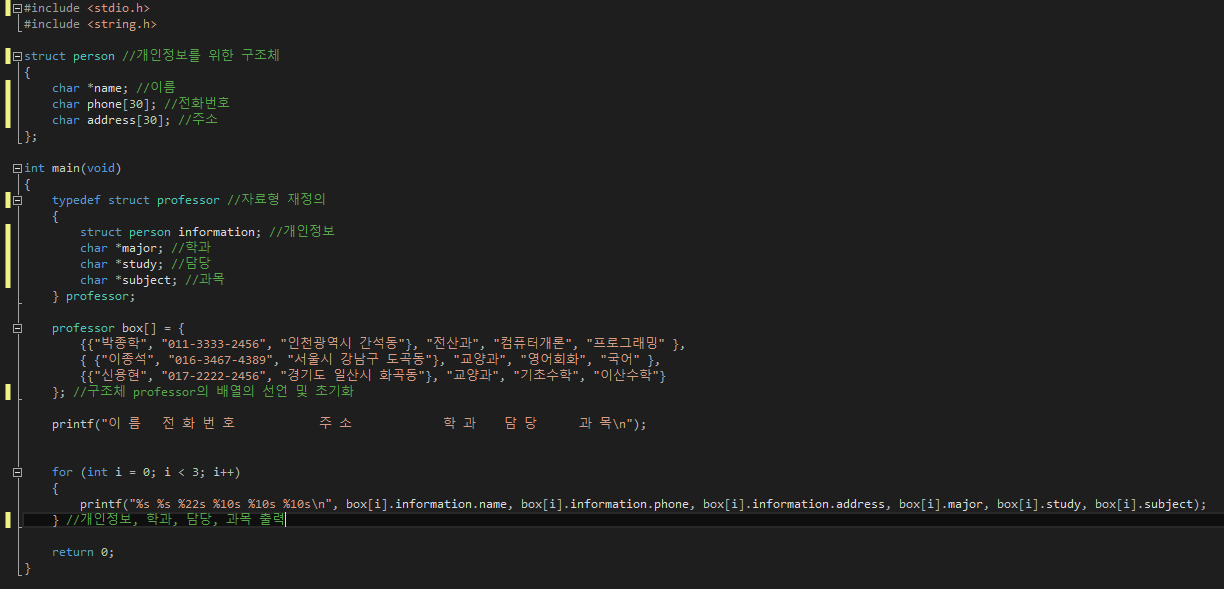 #include <stdio.h>
#include <string.h>
struct person //개인정보를 위한 구조체
{
char *name; //이름
char phone[30]; //전화번호
char address[30]; //주소
};
int main(void)
{
typedef struct professor //자료형 재정의
{
struct person information; //개인정보
char *major; //학과
char *study; //담당
char *subject; //과목
} professor;
professor box[] = {
{{"박종학", "011-3333-2456", "인천광역시 간석동"}, "전산과", "컴퓨터개론", "프로그래밍" },
{ {"이종석", "016-3467-4389", "서울시 강남구 도곡동"}, "교양과", "영어회화", "국어" },
{{"신용현", "017-2222-2456", "경기도 일산시 화곡동"}, "교양과", "기초수학", "이산수학"}
}; //구조체 professor의 배열의 선언 및 초기화
printf("이 름   전 화 번 호            주 소             학 과    담 당      과 목\n");
for (int i = 0; i < 3; i++)
{
printf("%s %s %22s %10s %10s %10s\n", box[i].information.name, box[i].information.phone, box[i].information.address, box[i].major, box[i].study, box[i].subject);
} //개인정보, 학과, 담당, 과목 출력
return 0;
}